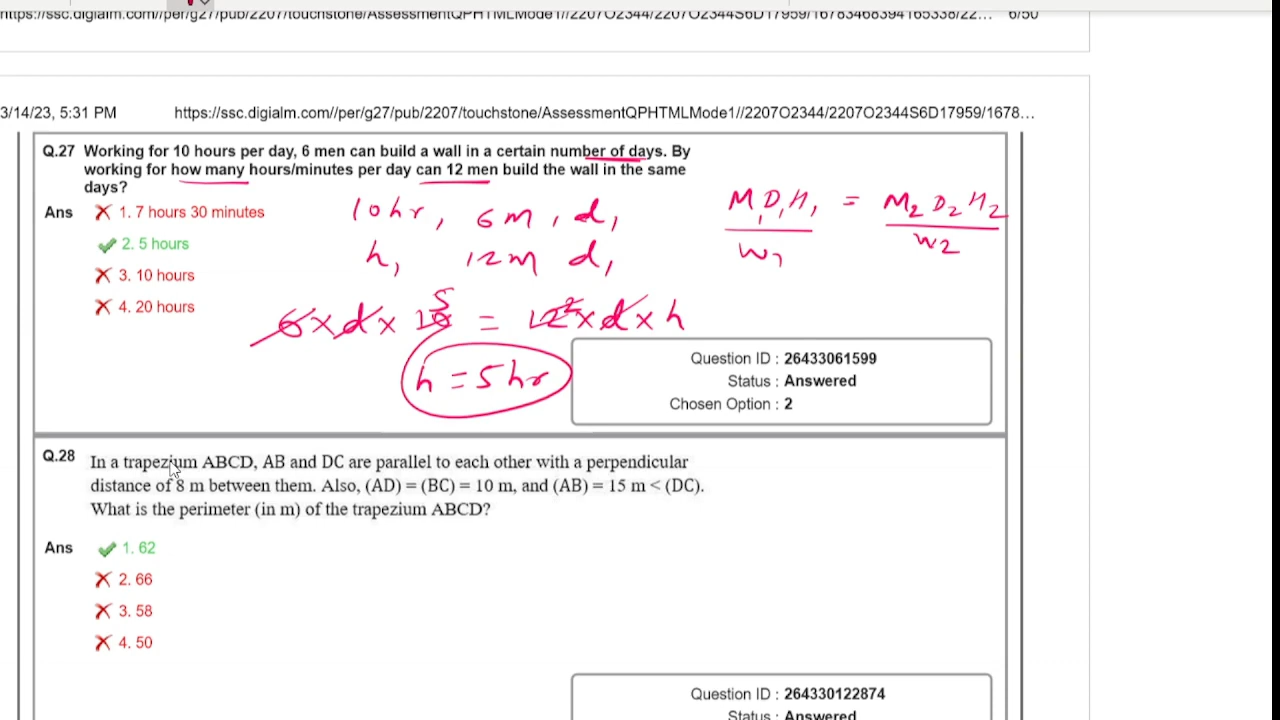 https://ssc.digialm.com//per/g27/pub/2207/touchstone/AssessmentQPHTMLMode1//2207O2344/2207O2344S6D17959/16783468394165338/22… 6/50
3/14/23, 5:31 PM https://ssc.digialm.com//per/g27/pub/2207/touchstone/AssessmentQPHTMLMode1//2207O2344/2207O2344S6D17959/1678…
Q.27 Working for 10 hours per day, 6 men can build a wall in a certain number of days. By
working for how many hours/minutes per day can 12 men build the wall in the same
days?
Ans 1. 7 hours 30 minutes
2. 5 hours
3. 10 hours
4. 20 hours
10hr, 6m, d,
h, 12m d,
M1D1H1 = M2D2H2
W1 W2
6 x d x 10 5 = 12 2 x d x h
h = 5hr
Question ID : 26433061599
Status : Answered
Chosen Option : 2
Q.28 In a trapezium ABCD, AB and DC are parallel to each other with a perpendicular
distance of 8 m between them. Also, (AD) = (BC) = 10 m, and (AB) = 15 m < (DC).
What is the perimeter (in m) of the trapezium ABCD?
Ans 1. 62
2. 66
3. 58
4. 50
Question ID : 264330122874
Status : Answered